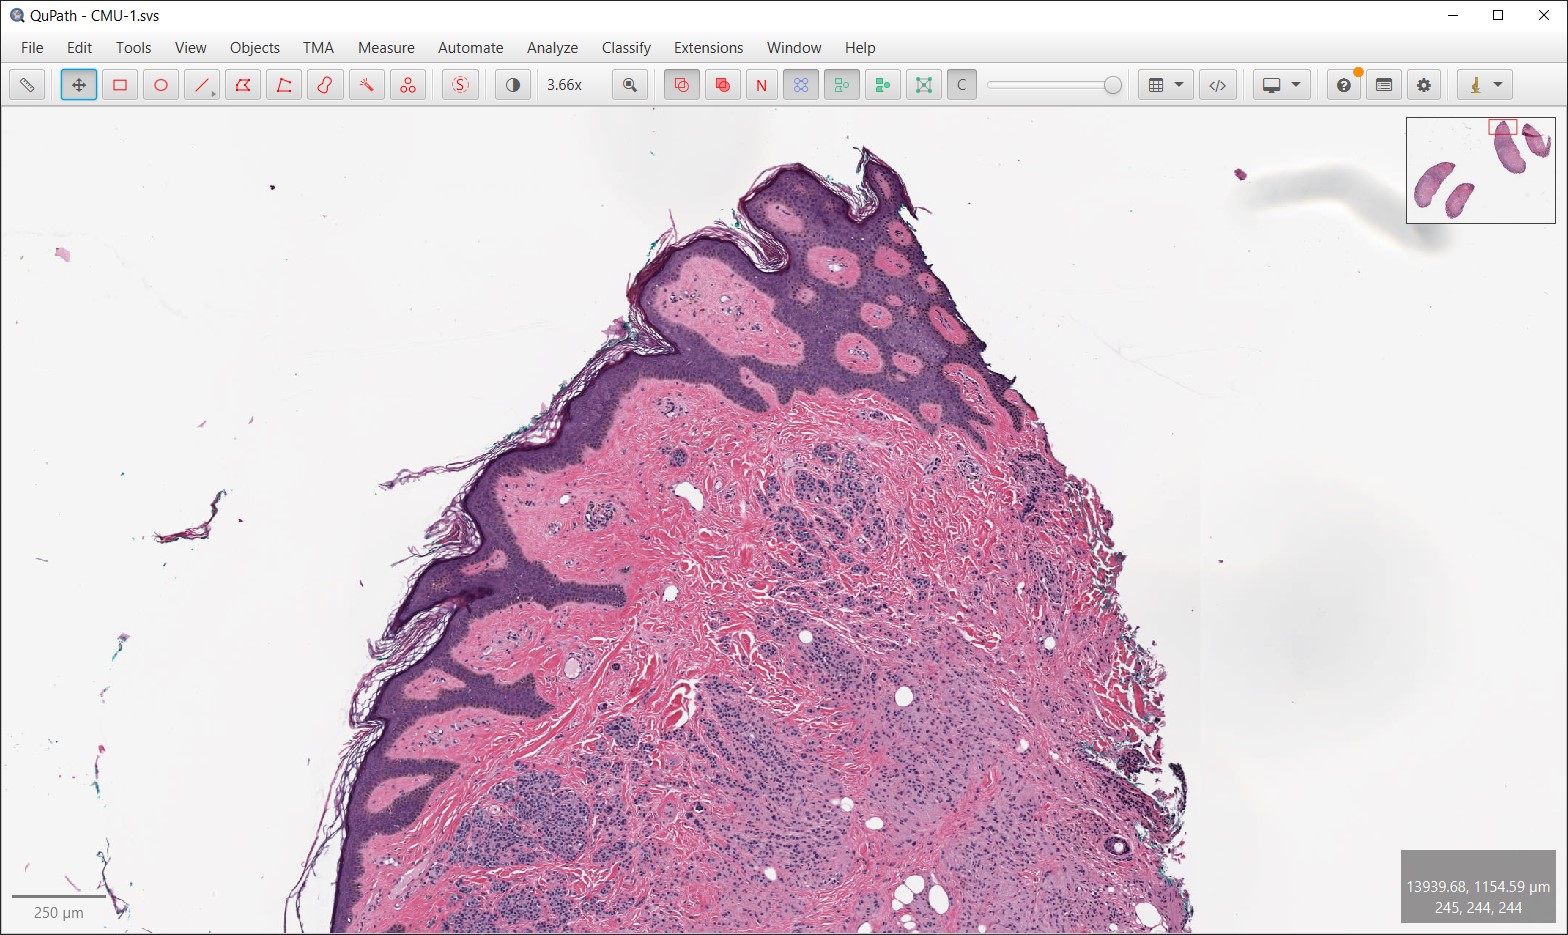 QuPath - CMU-1.svs
File Edit Tools View Objects TMA Measure Automate Analyze Classify Extensions Window Help
S 3.66x N C </> ?
250 µm
13939.68, 1154.59 µm
245, 244, 244